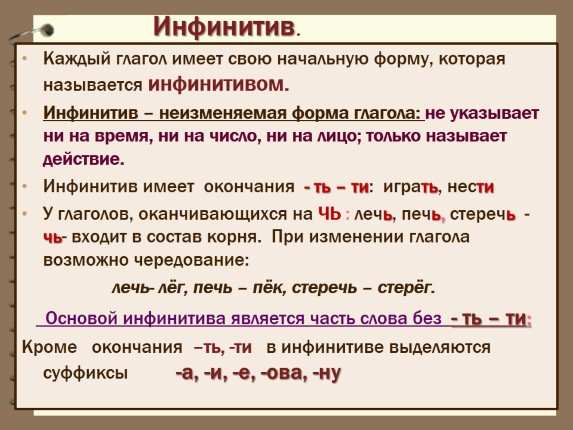 Инфинитив.
Каждый глагол имеет свою начальную форму, которая
называется инфинитивом.
Инфинитив – неизменяемая форма глагола: не указывает
ни на время, ни на число, ни на лицо; только называет
действие.
Инфинитив имеет окончания - ть – ти: играть, нести
У глаголов, оканчивающихся на ЧЬ : лечь, печь, стеречь -
чь- входит в состав корня. При изменении глагола
возможно чередование:
лечь- лёг, печь – пёк, стеречь – стерёг.
Основой инфинитива является часть слова без - ть – ти:
Кроме окончания –ть, -ти в инфинитиве выделяются
суффиксы -а, -и, -е, -ова, -ну